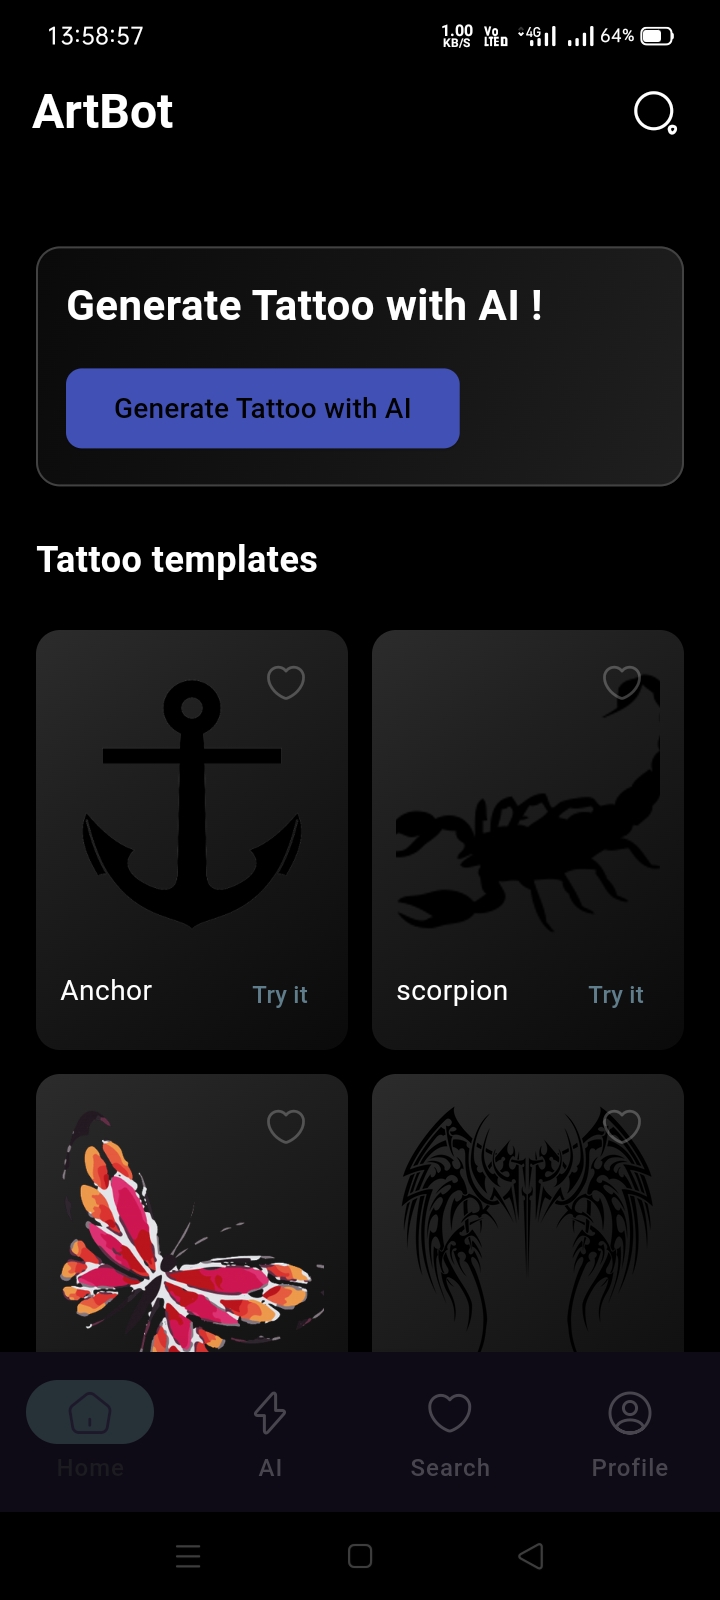 13:58:57 1.00 KB/S Vo LTE 4G 64%
ArtBot
Generate Tattoo with AI !
Generate Tattoo with AI
Tattoo templates
Anchor Try it
scorpion Try it
Home AI Search Profile